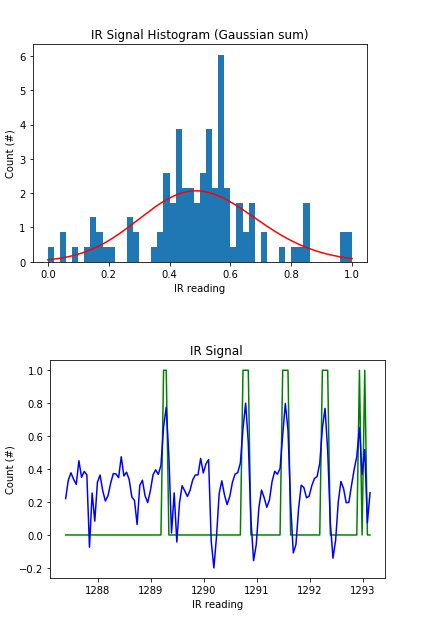 IR Signal Histogram (Gaussian sum)
6
5
4
3
2
1
0
Count (#)
0.0 0.2 0.4 0.6 0.8 1.0
IR reading
IR Signal
1.0
0.8
0.6
0.4
0.2
0.0
−0.2
Count (#)
1288 1289 1290 1291 1292 1293
IR reading